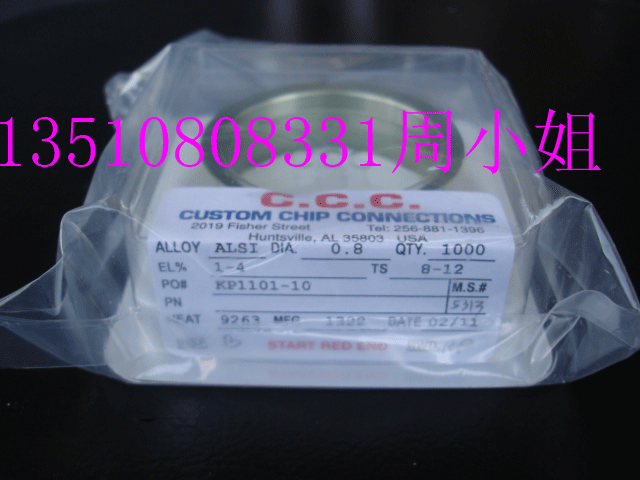 13510808331周小姐
C.C.C.
CUSTOM CHIP CONNECTIONS
2019 Fisher Street Tel: 256-881-1396
Huntsville, AL 35803 USA
ALLOY ALSI DIA. 0.8 QTY. 1000
EL% 1-4 TS 8-12
PO# KP1101-10 M.S.#
PN 5313
HEAT 9263 MFG 1322 DATE 02/11
B START RED END